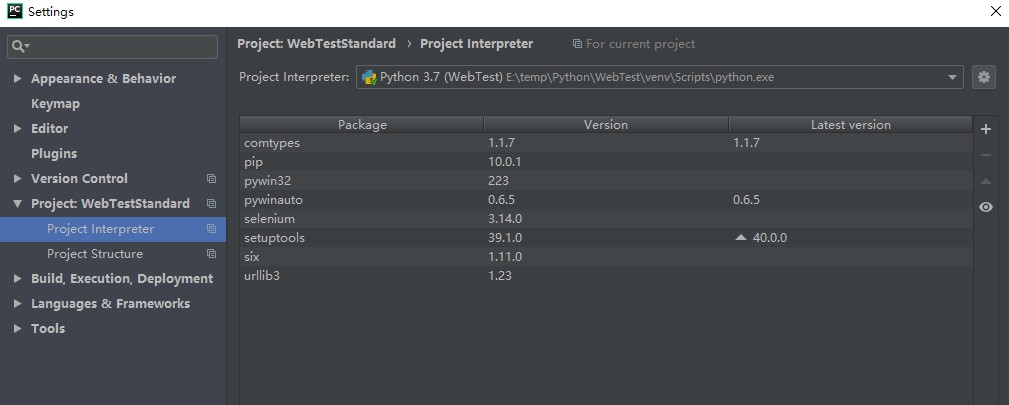 PC Settings
Appearance & Behavior
Keymap
Editor
Plugins
Version Control
Project: WebTestStandard
Project Interpreter
Project Structure
Build, Execution, Deployment
Languages & Frameworks
Tools
Project: WebTestStandard › Project Interpreter For current project
Project Interpreter: Python 3.7 (WebTest) E:\temp\Python\WebTest\venv\Scripts\python.exe
Package Version Latest version
comtypes 1.1.7 1.1.7
pip 10.0.1
pywin32 223
pywinauto 0.6.5 0.6.5
selenium 3.14.0
setuptools 39.1.0 40.0.0
six 1.11.0
urllib3 1.23